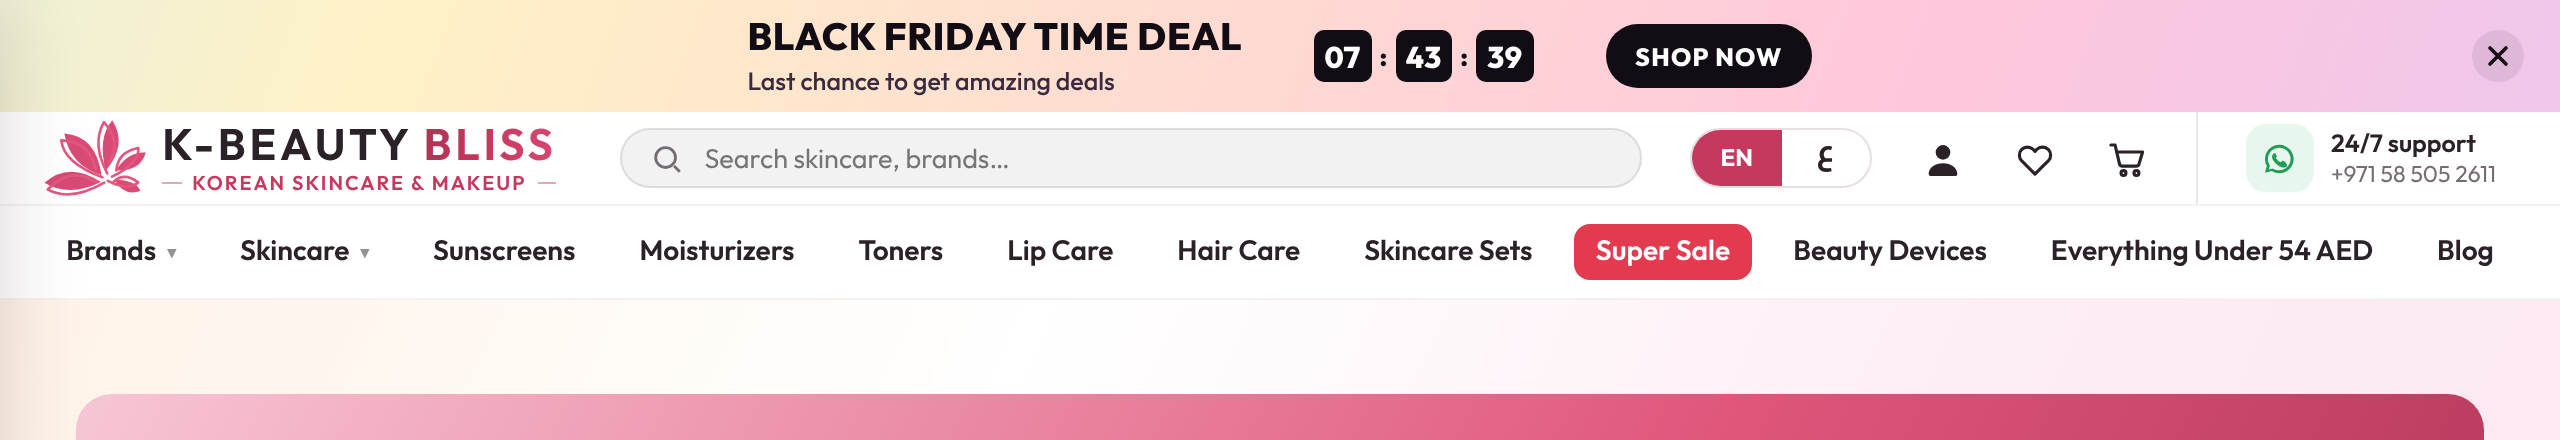 BLACK FRIDAY TIME DEAL
Last chance to get amazing deals
07 : 43 : 39
SHOP NOW
K-BEAUTY BLISS
KOREAN SKINCARE & MAKEUP
Search skincare, brands...
EN
ع
24/7 support
+971 58 505 2611
Brands
Skincare
Sunscreens
Moisturizers
Toners
Lip Care
Hair Care
Skincare Sets
Super Sale
Beauty Devices
Everything Under 54 AED
Blog